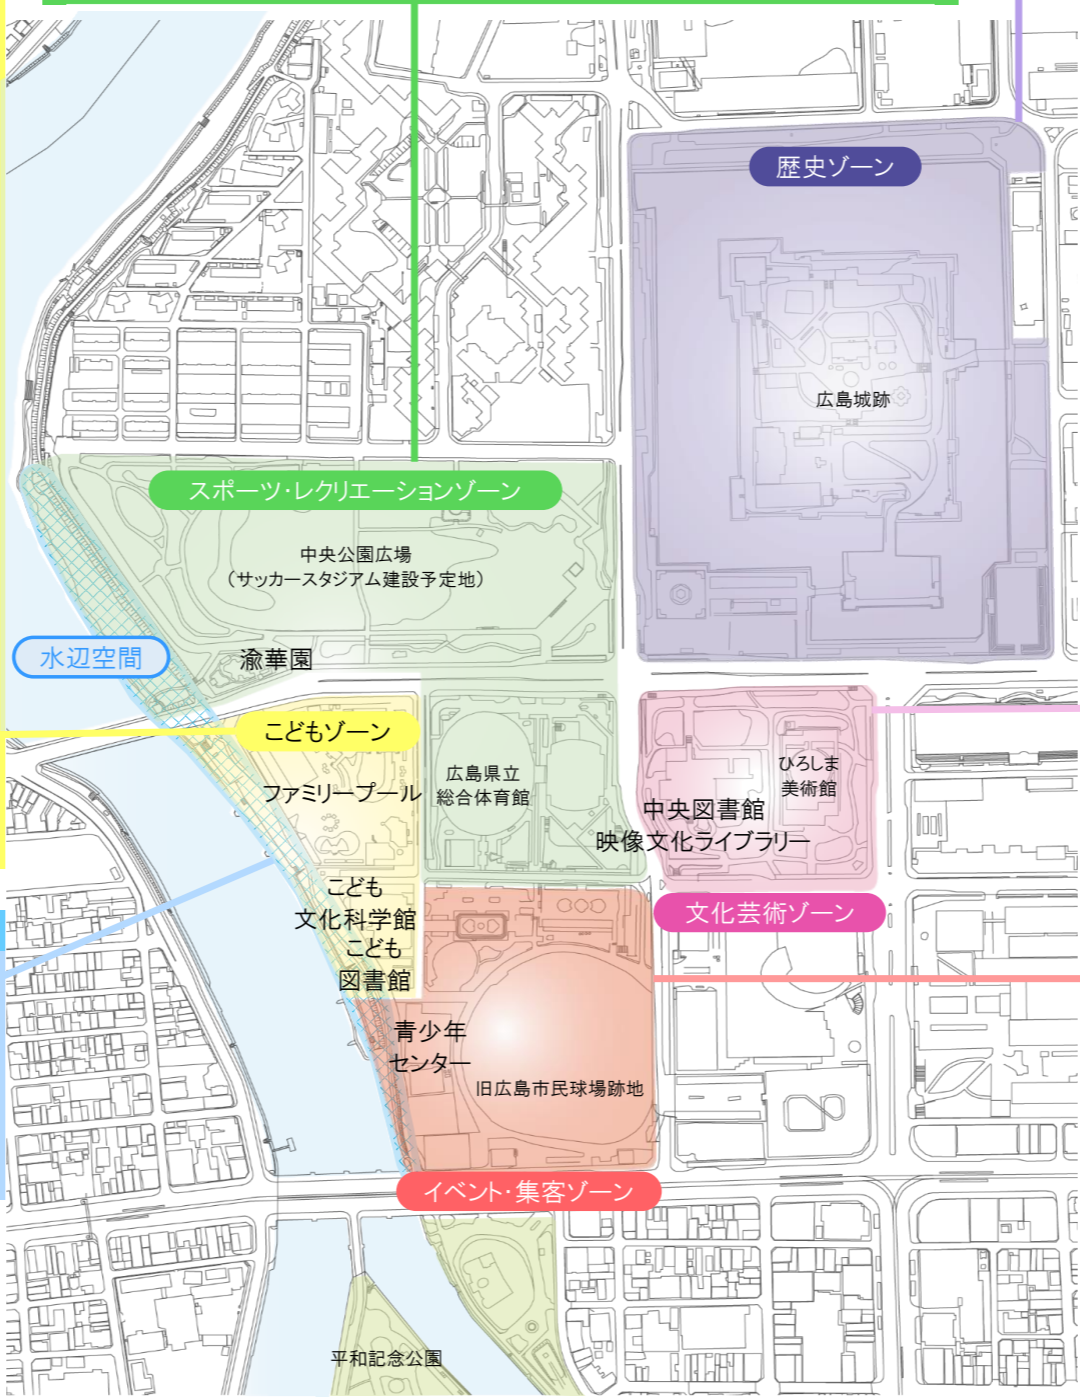 歴史ゾーン
広島城跡
スポーツ・レクリエーションゾーン
中央公園広場
（サッカースタジアム建設予定地）
水辺空間
渝華園
こどもゾーン
ファミリープール
広島県立
総合体育館
ひろしま
美術館
中央図書館
映像文化ライブラリー
こども
文化科学館
こども
図書館
文化芸術ゾーン
青少年
センター
旧広島市民球場跡地
イベント・集客ゾーン
平和記念公園